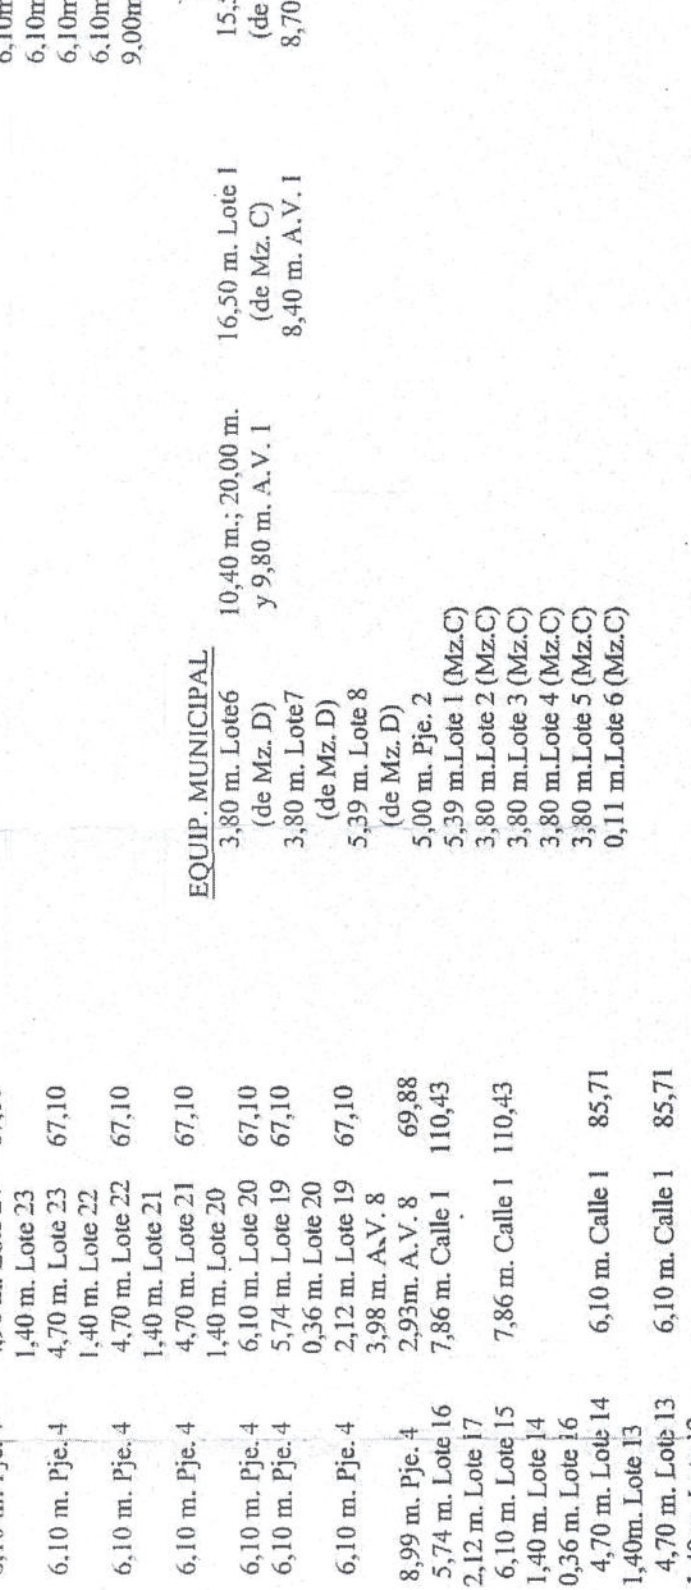 6,10m
1,40 m. Lote 23 6,10m
6,10 m. Pje. 4 4,70 m. Lote 23 67,10 6,10m
1,40 m. Lote 22 6,10m
6,10 m. Pje. 4 4,70 m. Lote 22 67,10 9,00m
1,40 m. Lote 21
6,10 m. Pje. 4 4,70 m. Lote 21 67,10
EQUIP. MUNICIPAL
1,40 m. Lote 20 3,80 m. Lote6 10,40 m.; 20,00 m. 16,50 m. Lote 1
6,10 m. Pje. 4 6,10 m. Lote 20 67,10 (de Mz. D) y 9,80 m. A.V. 1 (de Mz. C) (de
6,10 m. Pje. 4 5,74 m. Lote 19 67,10 3,80 m. Lote7 8,40 m. A.V. 1 8,70
0,36 m. Lote 20 (de Mz. D)
6,10 m. Pje. 4 2,12 m. Lote 19 67,10 5,39 m. Lote 8
3,98 m. A.V. 8 (de Mz. D)
8,99 m. Pje. 4 2,93m. A.V. 8 69,88 5,00 m. Pje. 2
5,74 m. Lote 16 7,86 m. Calle 1 110,43 5,39 m.Lote 1 (Mz.C)
2,12 m. Lote 17 3,80 m.Lote 2 (Mz.C)
6,10 m. Lote 15 7,86 m. Calle 1 110,43 3,80 m.Lote 3 (Mz.C)
1,40 m. Lote 14 3,80 m.Lote 4 (Mz.C)
0,36 m. Lote 16 3,80 m.Lote 5 (Mz.C)
4,70 m. Lote 14 6,10 m. Calle 1 85,71 0,11 m.Lote 6 (Mz.C)
1,40m. Lote 13
4,70 m. Lote 13 6,10 m. Calle 1 85,71